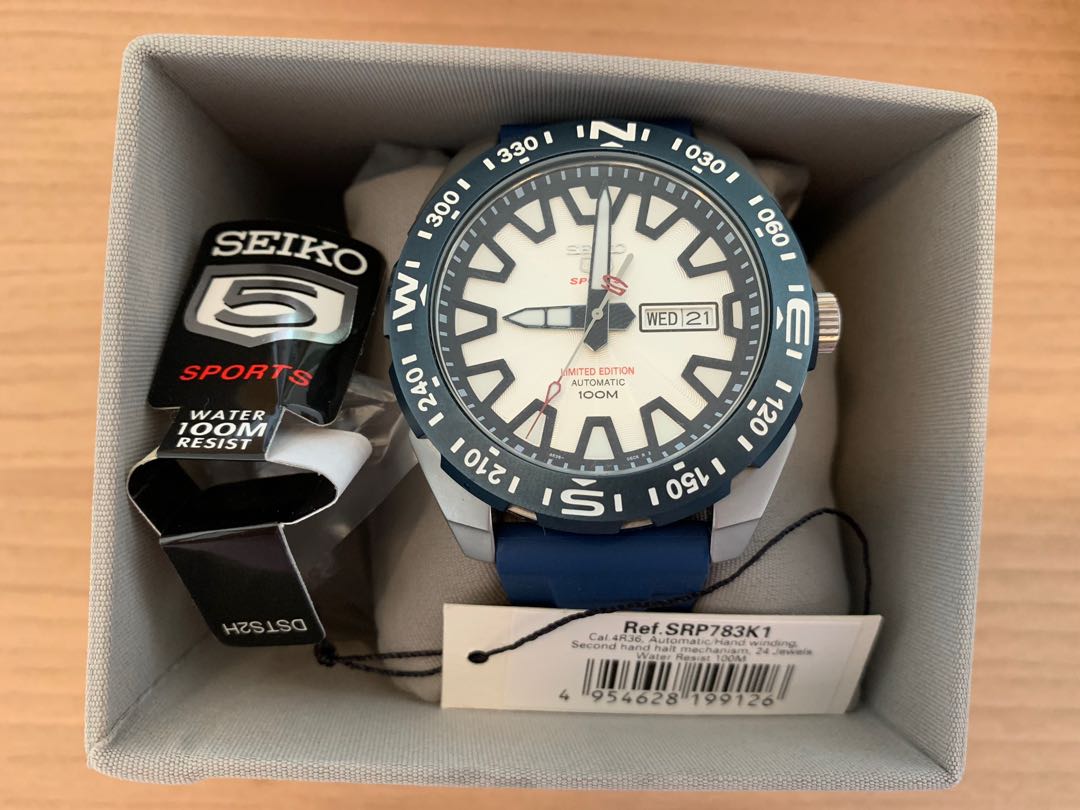 SEIKO
5
SPORTS
WATER
100M
RESIST
DSTS2H
N
030
060
E
120
150
S
210
240
W
300
330
SEIKO
5
WED 21
LIMITED EDITION
AUTOMATIC
100M
Ref.SRP783K1
Cal.4R36, Automatic/Hand winding,
Second hand halt mechanism, 24 Jewels
Water Resist 100M
4 954628 199126